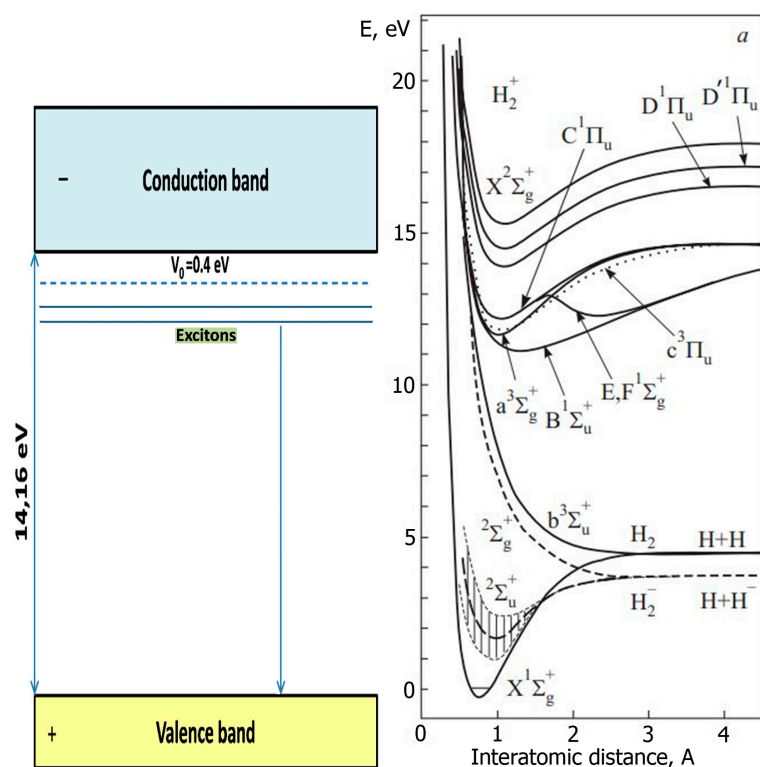 −
Conduction band
V₀=0.4 eV
Excitons
14,16 eV
+
Valence band
E, eV
a
20
15
10
5
0
H₂⁺
C¹Πᵤ
D¹Πᵤ
D′¹Πᵤ
X²Σg⁺
c³Πᵤ
E,F¹Σg⁺
a³Σg⁺
B¹Σᵤ⁺
b³Σᵤ⁺
H₂ H+H
²Σg⁺
²Σᵤ⁺
H₂⁻ H+H⁻
X¹Σg⁺
0 1 2 3 4
Interatomic distance, A